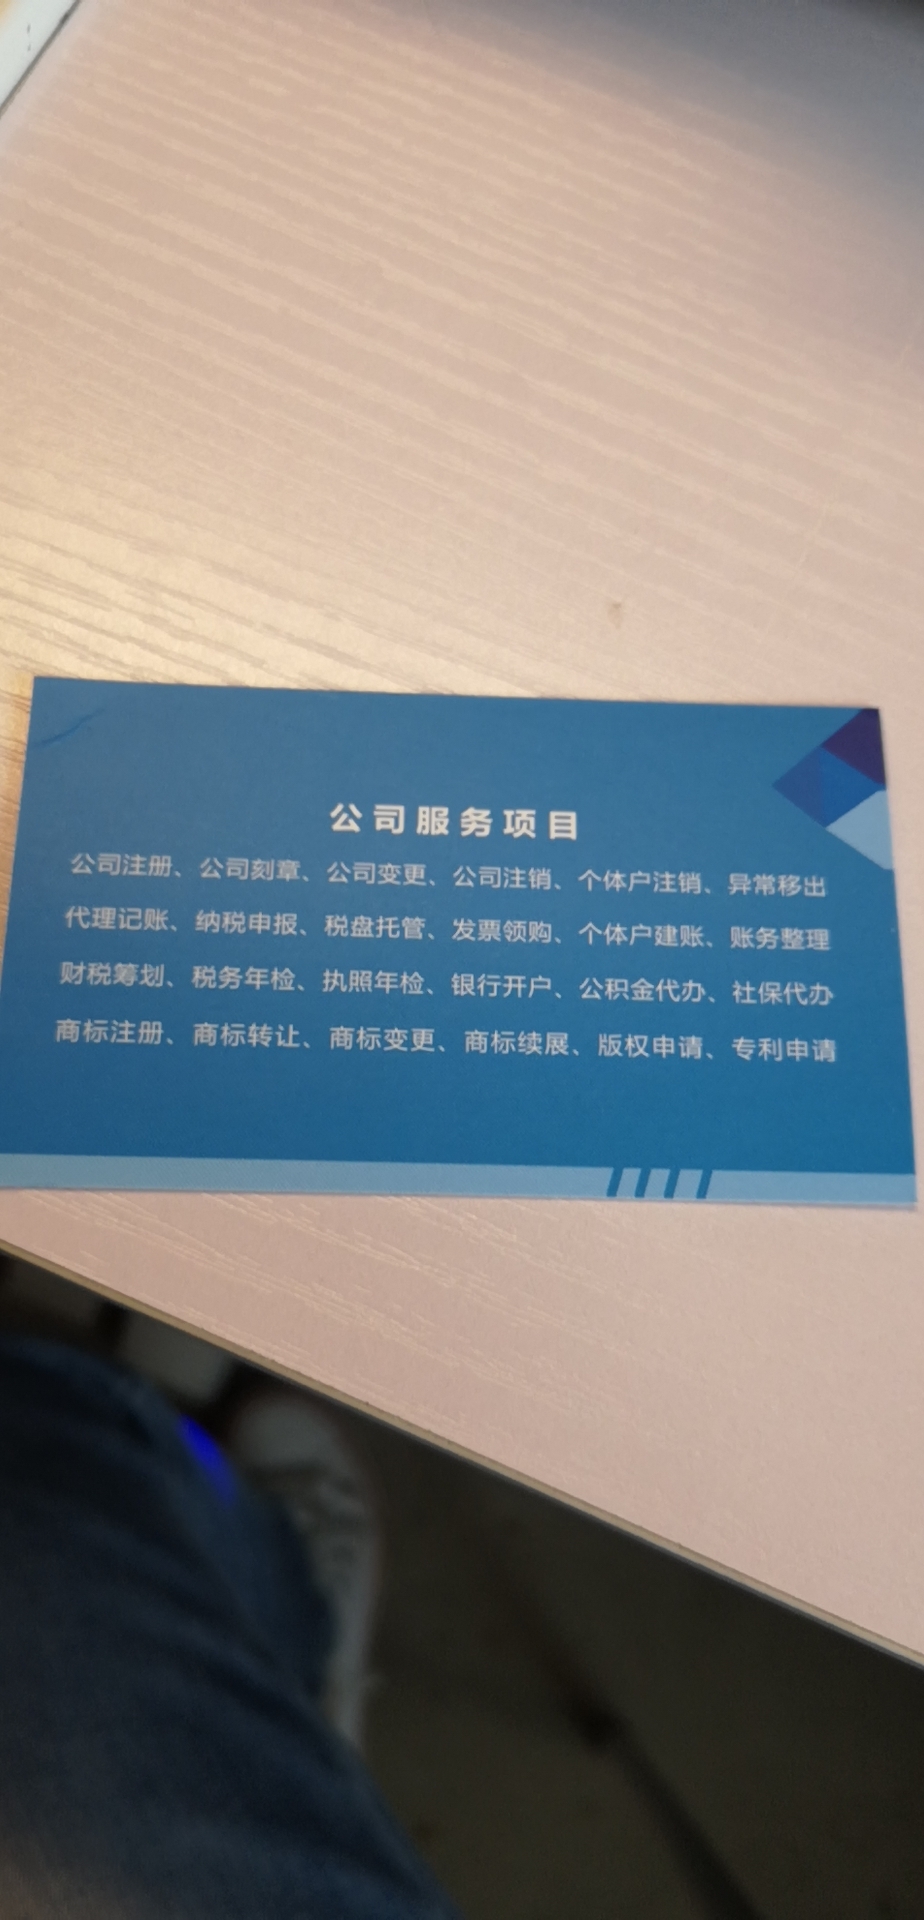 公司服务项目
公司注册、公司刻章、公司变更、公司注销、个体户注销、异常移出
代理记账、纳税申报、税盘托管、发票领购、个体户建账、账务整理
财税筹划、税务年检、执照年检、银行开户、公积金代办、社保代办
商标注册、商标转让、商标变更、商标续展、版权申请、专利申请